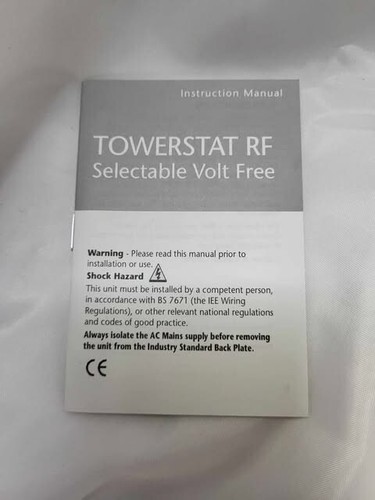 Instruction Manual
TOWERSTAT RF
Selectable Volt Free
Warning - Please read this manual prior to
installation or use.
Shock Hazard
This unit must be installed by a competent person,
in accordance with BS 7671 (the IEE Wiring
Regulations), or other relevant national regulations
and codes of good practice.
Always isolate the AC Mains supply before removing
the unit from the Industry Standard Back Plate.
CE